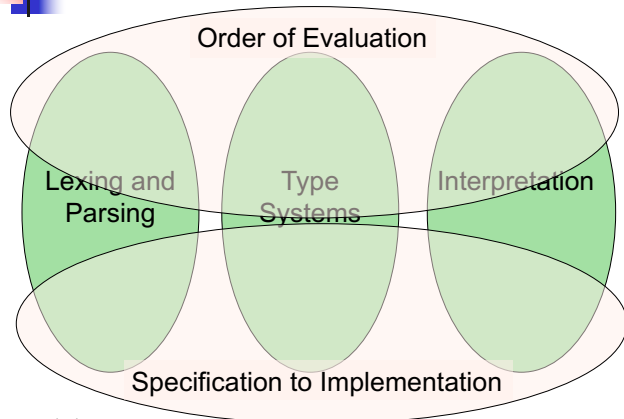 Order of Evaluation
Lexing and
Parsing
Type
Systems
Interpretation
Specification to Implementation